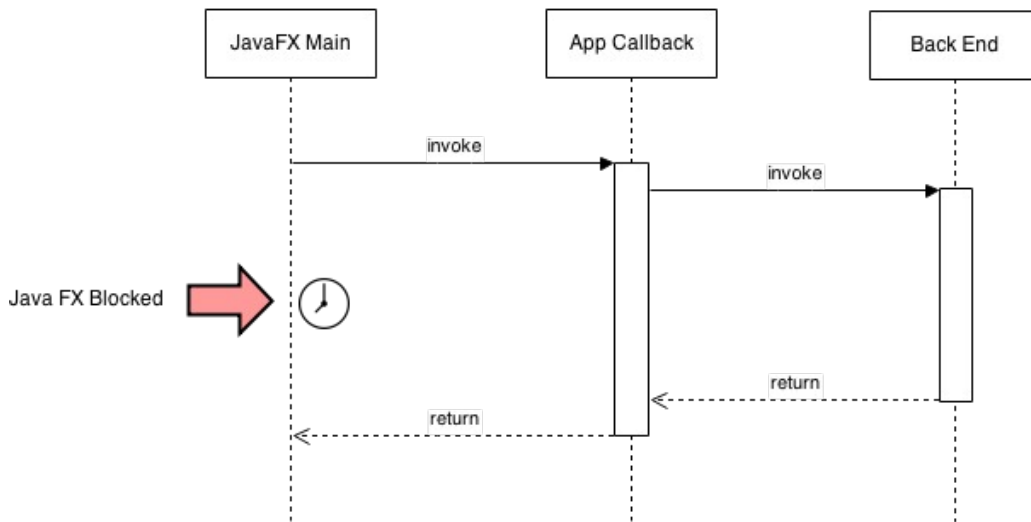 JavaFX Main
App Callback
Back End
invoke
invoke
Java FX Blocked
return
return